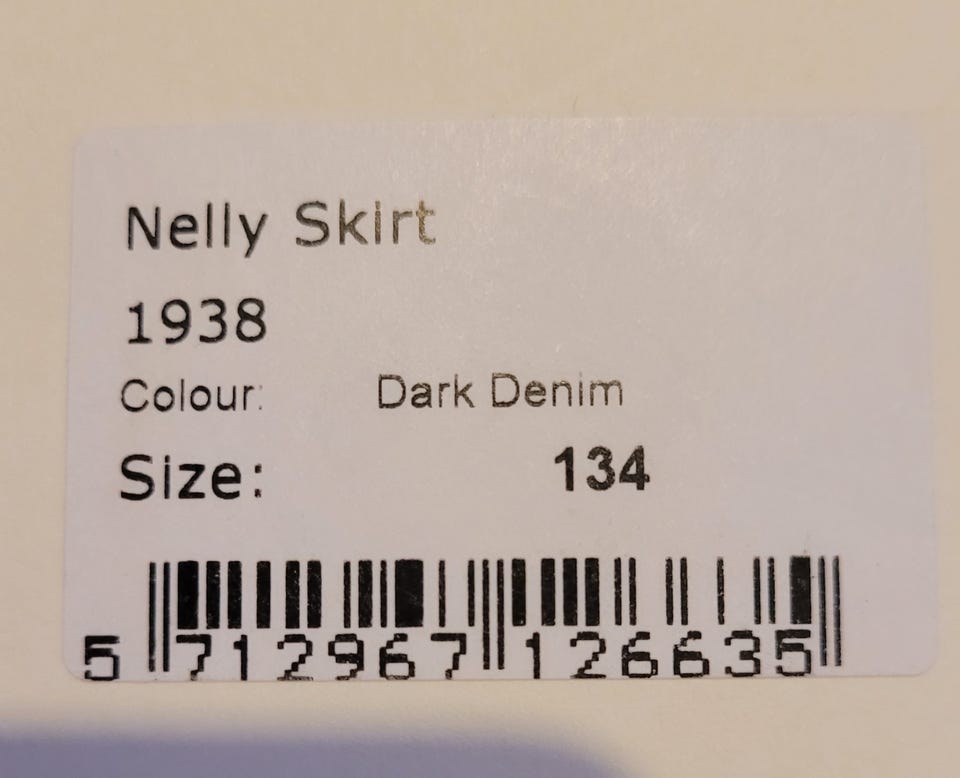 Nelly Skirt
1938
Colour: Dark Denim
Size: 134
5 712967 126635